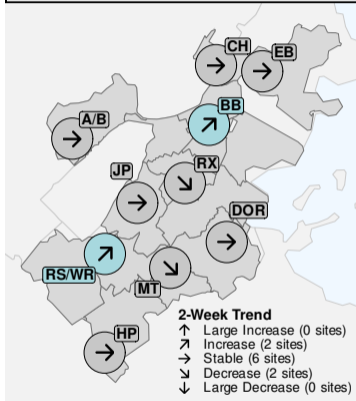 CH
EB
BB
A/B
RX
JP
DOR
RS/WR
MT
HP
2-Week Trend
↑ Large Increase (0 sites)
↗ Increase (2 sites)
→ Stable (6 sites)
↘ Decrease (2 sites)
↓ Large Decrease (0 sites)